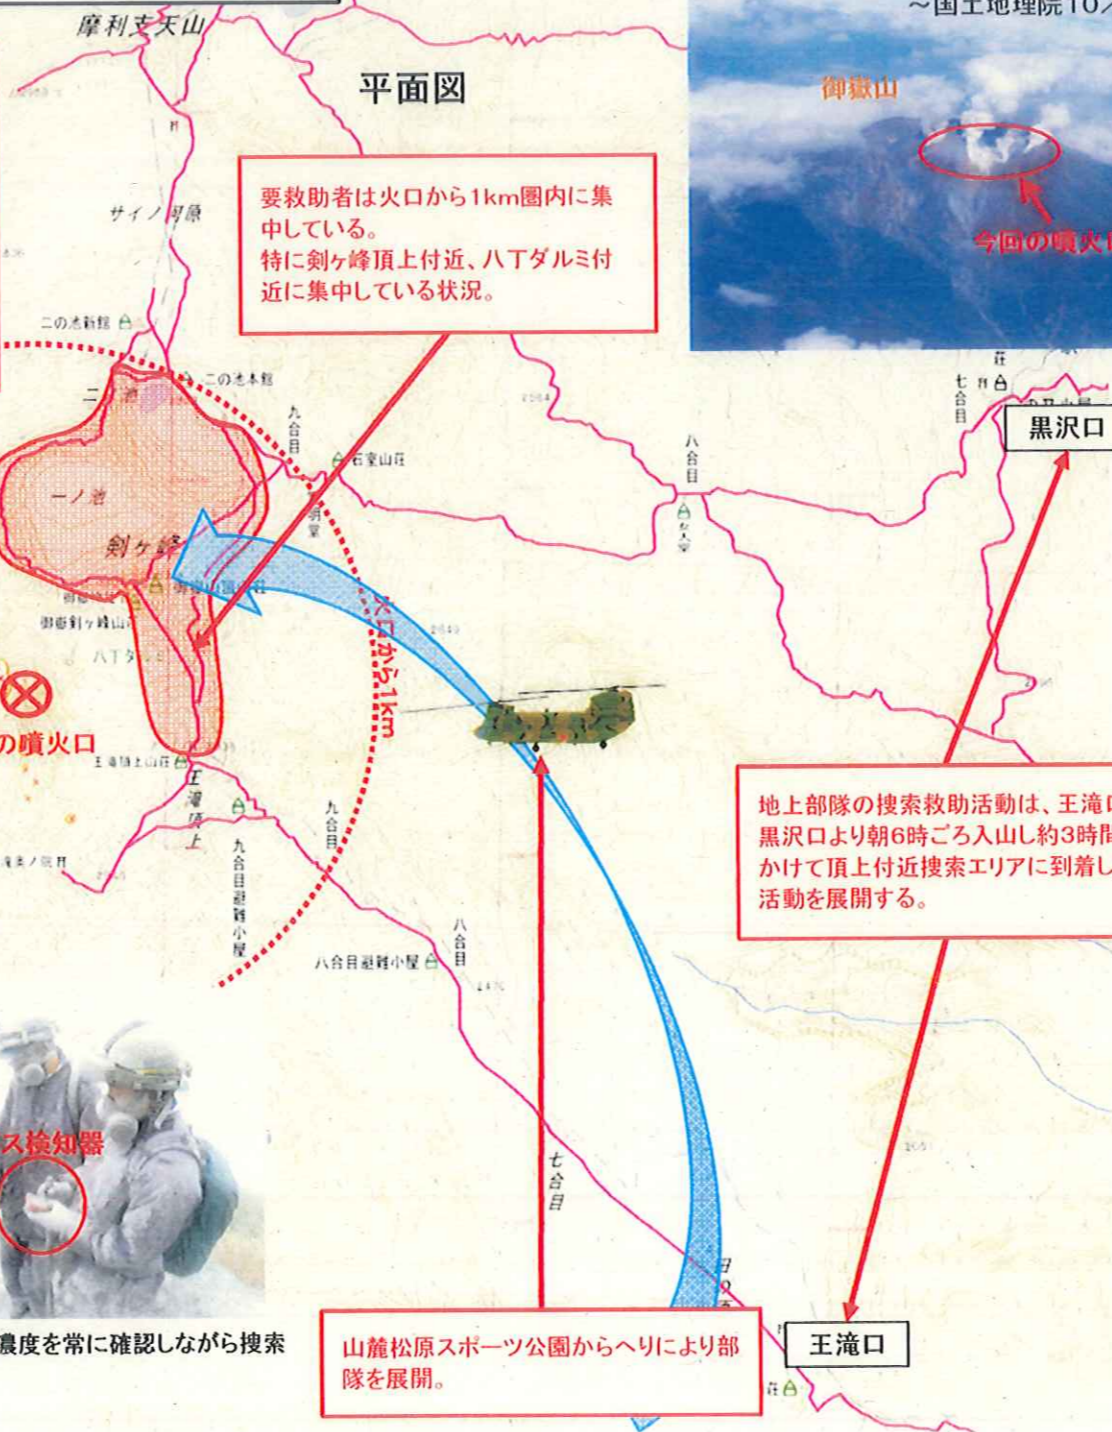 ~国土地理院10/
摩利支天山
平面図
御嶽山
今回の噴火
要救助者は火口から1km圏内に集
中している。
特に剣ヶ峰頂上付近、八丁ダルミ付
近に集中している状況。
サイノ河原
二の池新館
二の池本館
九合目
石室山荘
八合目
女人堂
七合目
荘
黒沢口
一ノ池
剣ヶ峰
火口から1km
の噴火口
王滝頂上山荘
王滝頂上
九合目
九合目避難小屋
八合目
八合目避難小屋
地上部隊の捜索救助活動は、王滝口
黒沢口より朝6時ごろ入山し約3時間
かけて頂上付近捜索エリアに到着し
活動を展開する。
ス検知器
七合目
濃度を常に確認しながら捜索
山麓松原スポーツ公園からヘリにより部
隊を展開。
王滝口
荘